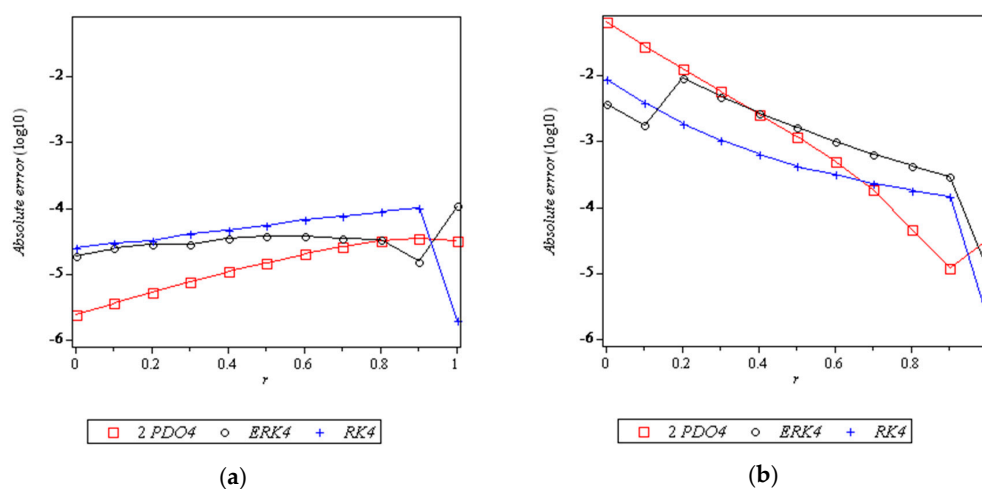 -2
-3
-4
-5
-6
Absolute errror (log10)
0 0.2 0.4 0.6 0.8 1
r
2 PDO4 ERK4 RK4
(a)
-2
-3
-4
-5
-6
Absolute errror (log10)
0 0.2 0.4 0.6 0.8
r
2 PDO4 ERK4 RK4
(b)